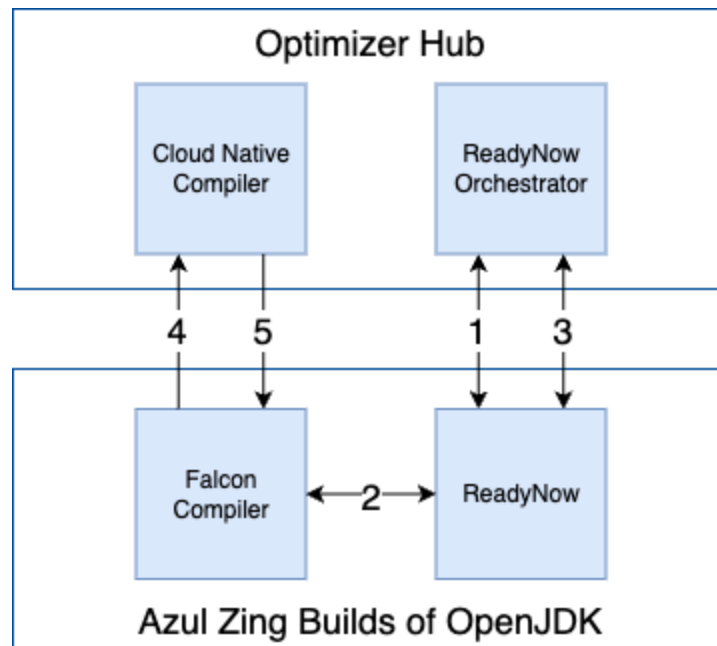 Optimizer Hub
Cloud Native
Compiler
ReadyNow
Orchestrator
4
5
1
3
Falcon
Compiler
2
ReadyNow
Azul Zing Builds of OpenJDK